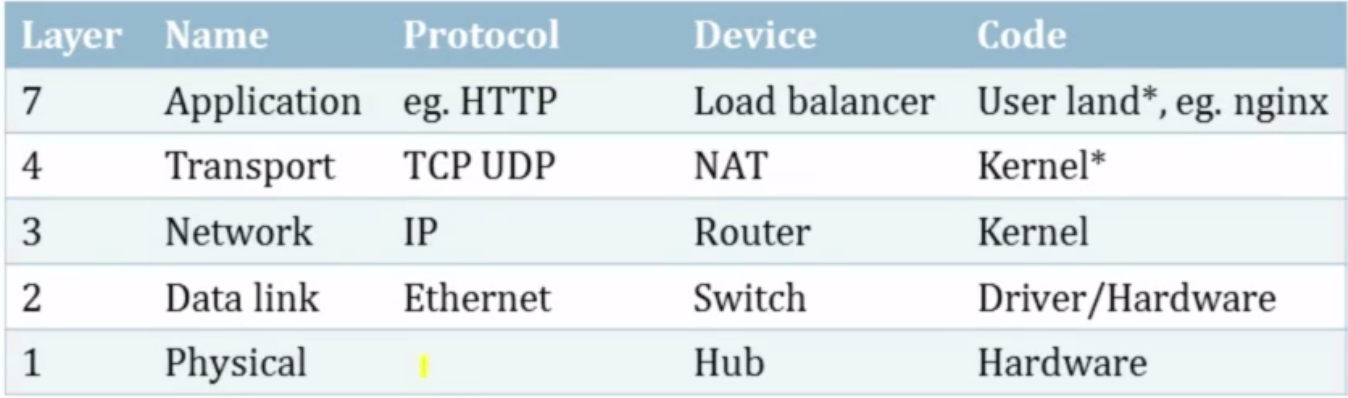 Layer Name Protocol Device Code
7 Application eg. HTTP Load balancer User land*, eg. nginx
4 Transport TCP UDP NAT Kernel*
3 Network IP Router Kernel
2 Data link Ethernet Switch Driver/Hardware
1 Physical Hub Hardware